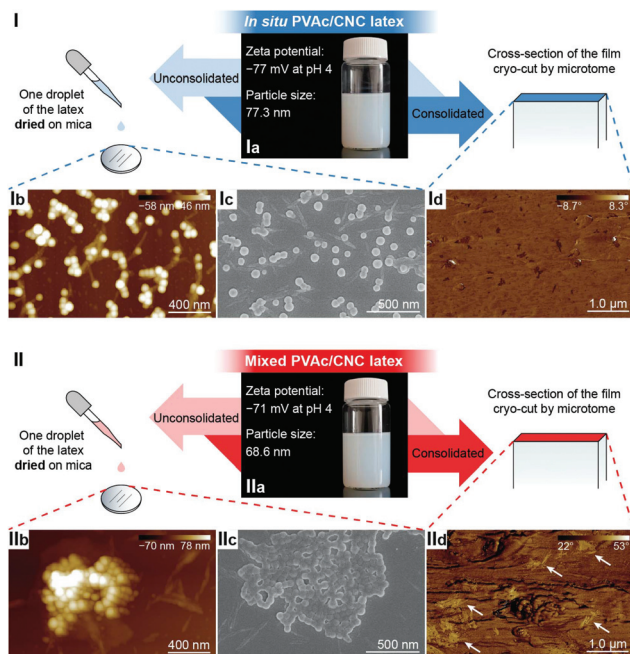 I
In situ PVAc/CNC latex
Zeta potential:
−77 mV at pH 4
Particle size:
77.3 nm
Ia
Unconsolidated
Consolidated
One droplet
of the latex
dried on mica
Cross-section of the film
cryo-cut by microtome
Ib
−58 nm 46 nm
400 nm
Ic
500 nm
Id
−8.7° 8.3°
1.0 µm
II
Mixed PVAc/CNC latex
Zeta potential:
−71 mV at pH 4
Particle size:
68.6 nm
IIa
Unconsolidated
Consolidated
One droplet
of the latex
dried on mica
Cross-section of the film
cryo-cut by microtome
IIb
−70 nm 78 nm
400 nm
IIc
500 nm
IId
22° 53°
1.0 µm